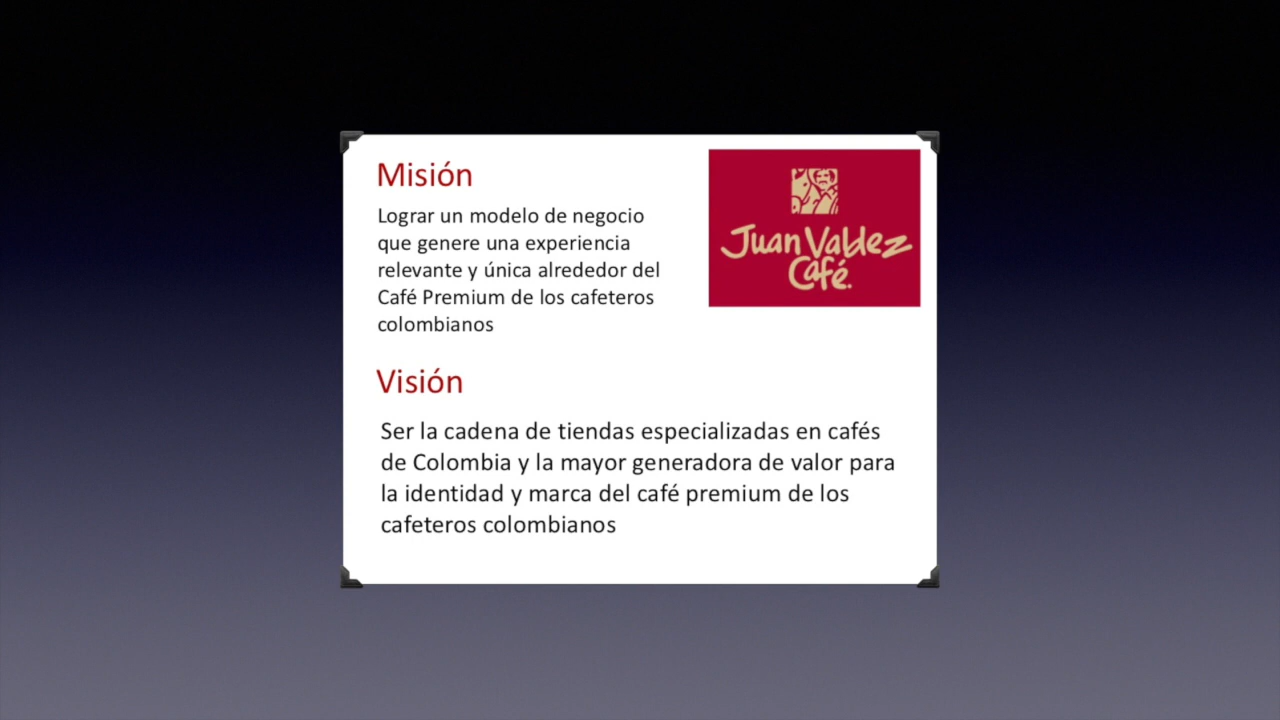 Misión
Lograr un modelo de negocio
que genere una experiencia
relevante y única alrededor del
Café Premium de los cafeteros
colombianos
Juan Valdez
Café.
Visión
Ser la cadena de tiendas especializadas en cafés
de Colombia y la mayor generadora de valor para
la identidad y marca del café premium de los
cafeteros colombianos